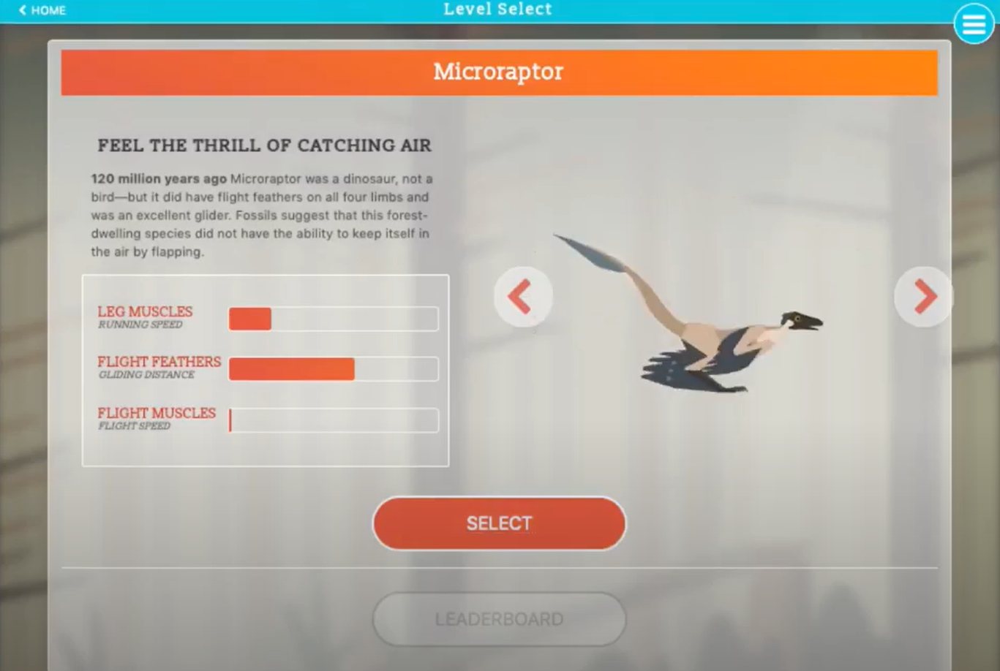 HOME
Level Select
Microraptor
FEEL THE THRILL OF CATCHING AIR
120 million years ago Microraptor was a dinosaur, not a
bird—but it did have flight feathers on all four limbs and
was an excellent glider. Fossils suggest that this forest-
dwelling species did not have the ability to keep itself in
the air by flapping.
LEG MUSCLES
RUNNING SPEED
FLIGHT FEATHERS
GLIDING DISTANCE
FLIGHT MUSCLES
FLIGHT SPEED
SELECT
LEADERBOARD